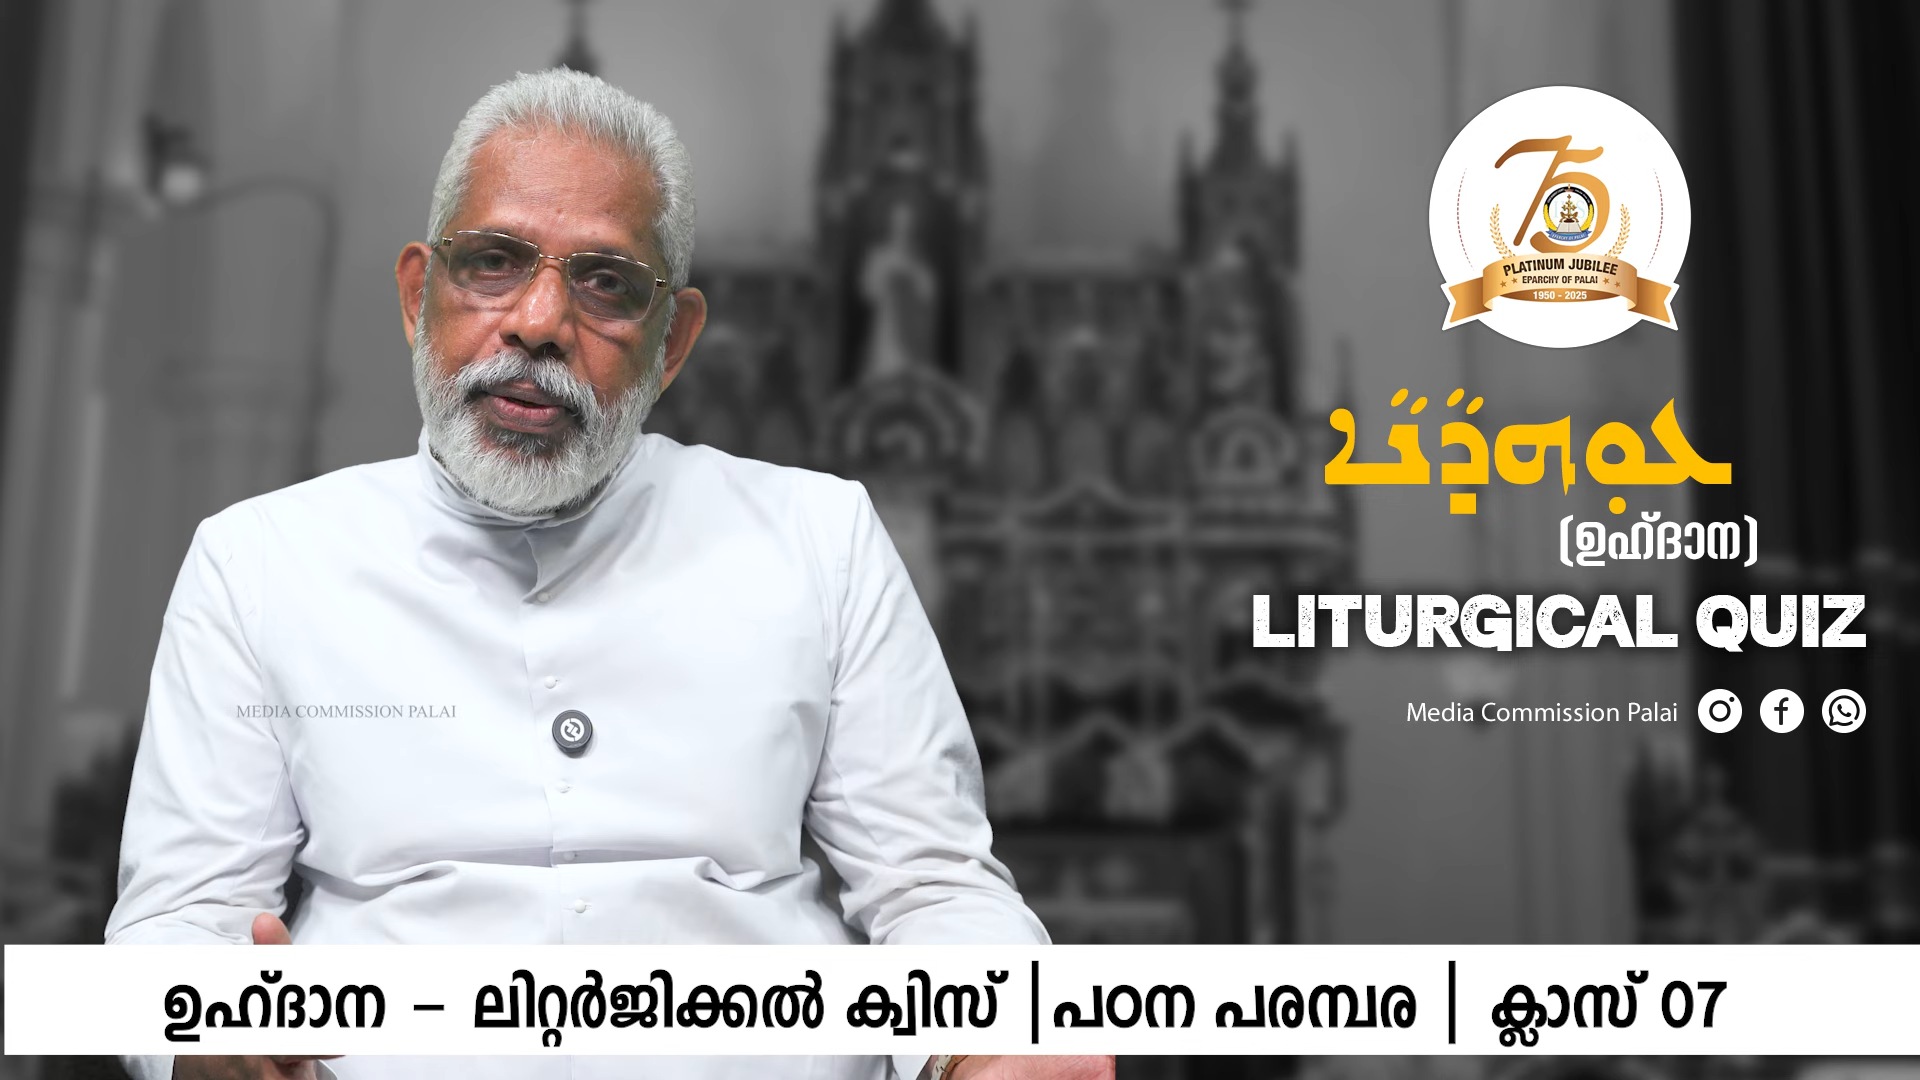 75
PLATINUM JUBILEE
EPARCHY OF PALAI
1950 - 2025
(ഉഹ്ദാന)
LITURGICAL QUIZ
Media Commission Palai
MEDIA COMMISSION PALAI
ഉഹ്ദാന - ലിറ്റർജിക്കൽ ക്വിസ് | പഠന പരമ്പര | ക്ലാസ് 07